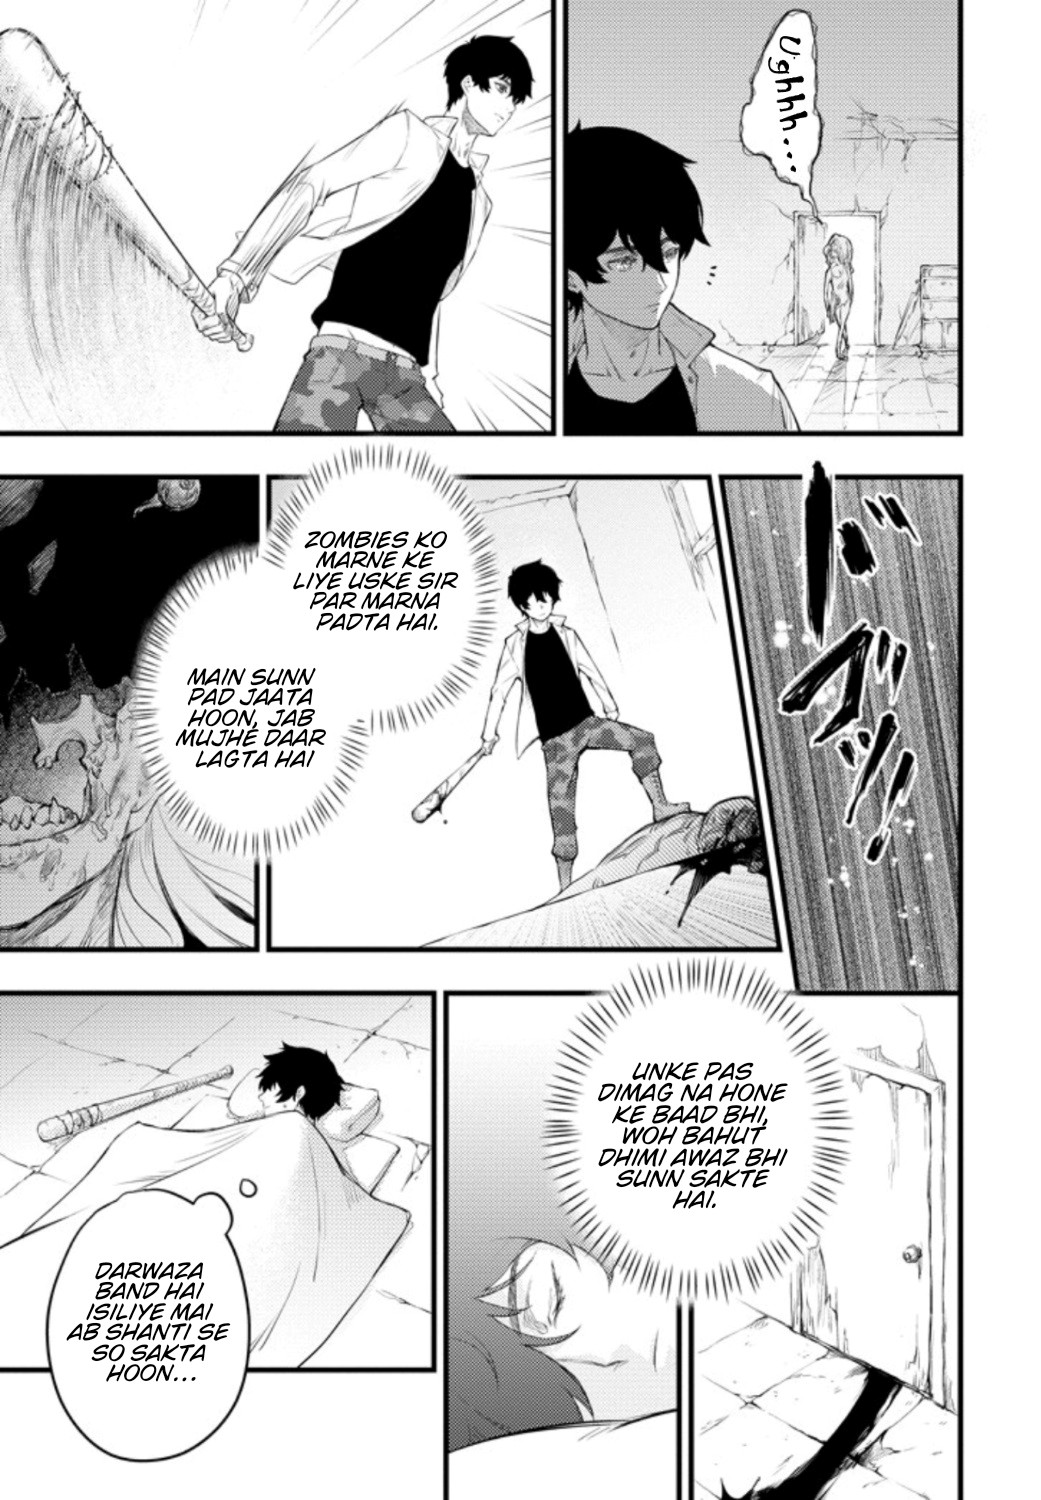 Ughhh...
ブッ!!
ZOMBIES KO
MARNE KE
LIYE USKE SIR
PAR MARNA
PADTA HAI.
MAIN SUNN
PAD JAATA
HOON, JAB
MUJHE DAAR
LAGTA HAI
UNKE PAS
DIMAG NA HONE
KE BAAD BHI,
WOH BAHUT
DHIMI AWAZ BHI
SUNN SAKTE
HAI.
DARWAZA
BAND HAI
ISILIYE MAI
AB SHANTI SE
SO SAKTA
HOON...